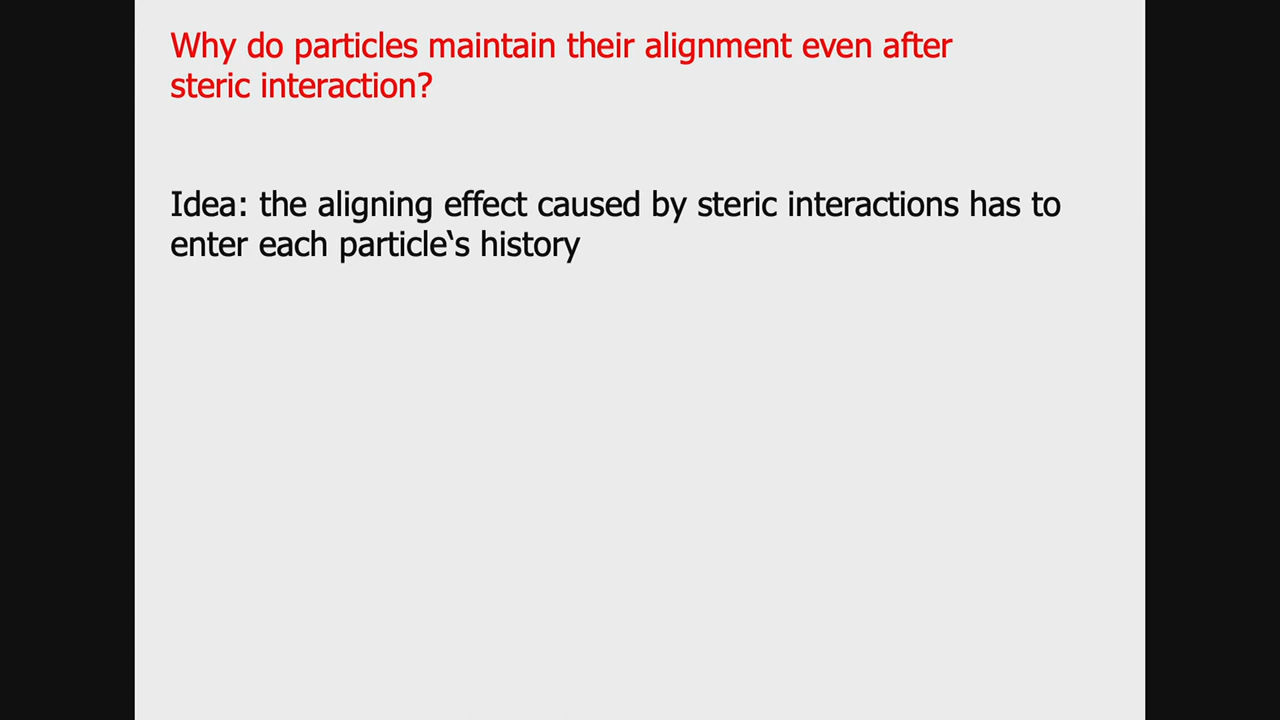 Why do particles maintain their alignment even after
steric interaction?
Idea: the aligning effect caused by steric interactions has to
enter each particle‘s history